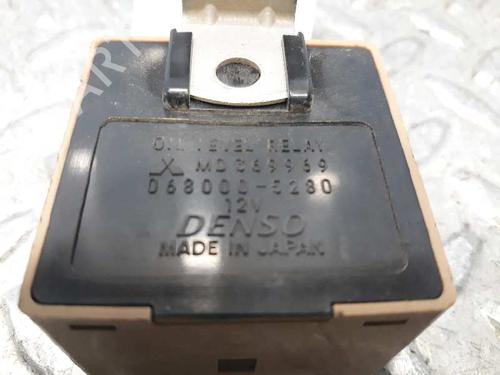 OIL LEVEL RELAY
MD369969
068000-5280
12V
DENSO
MADE IN JAPAN